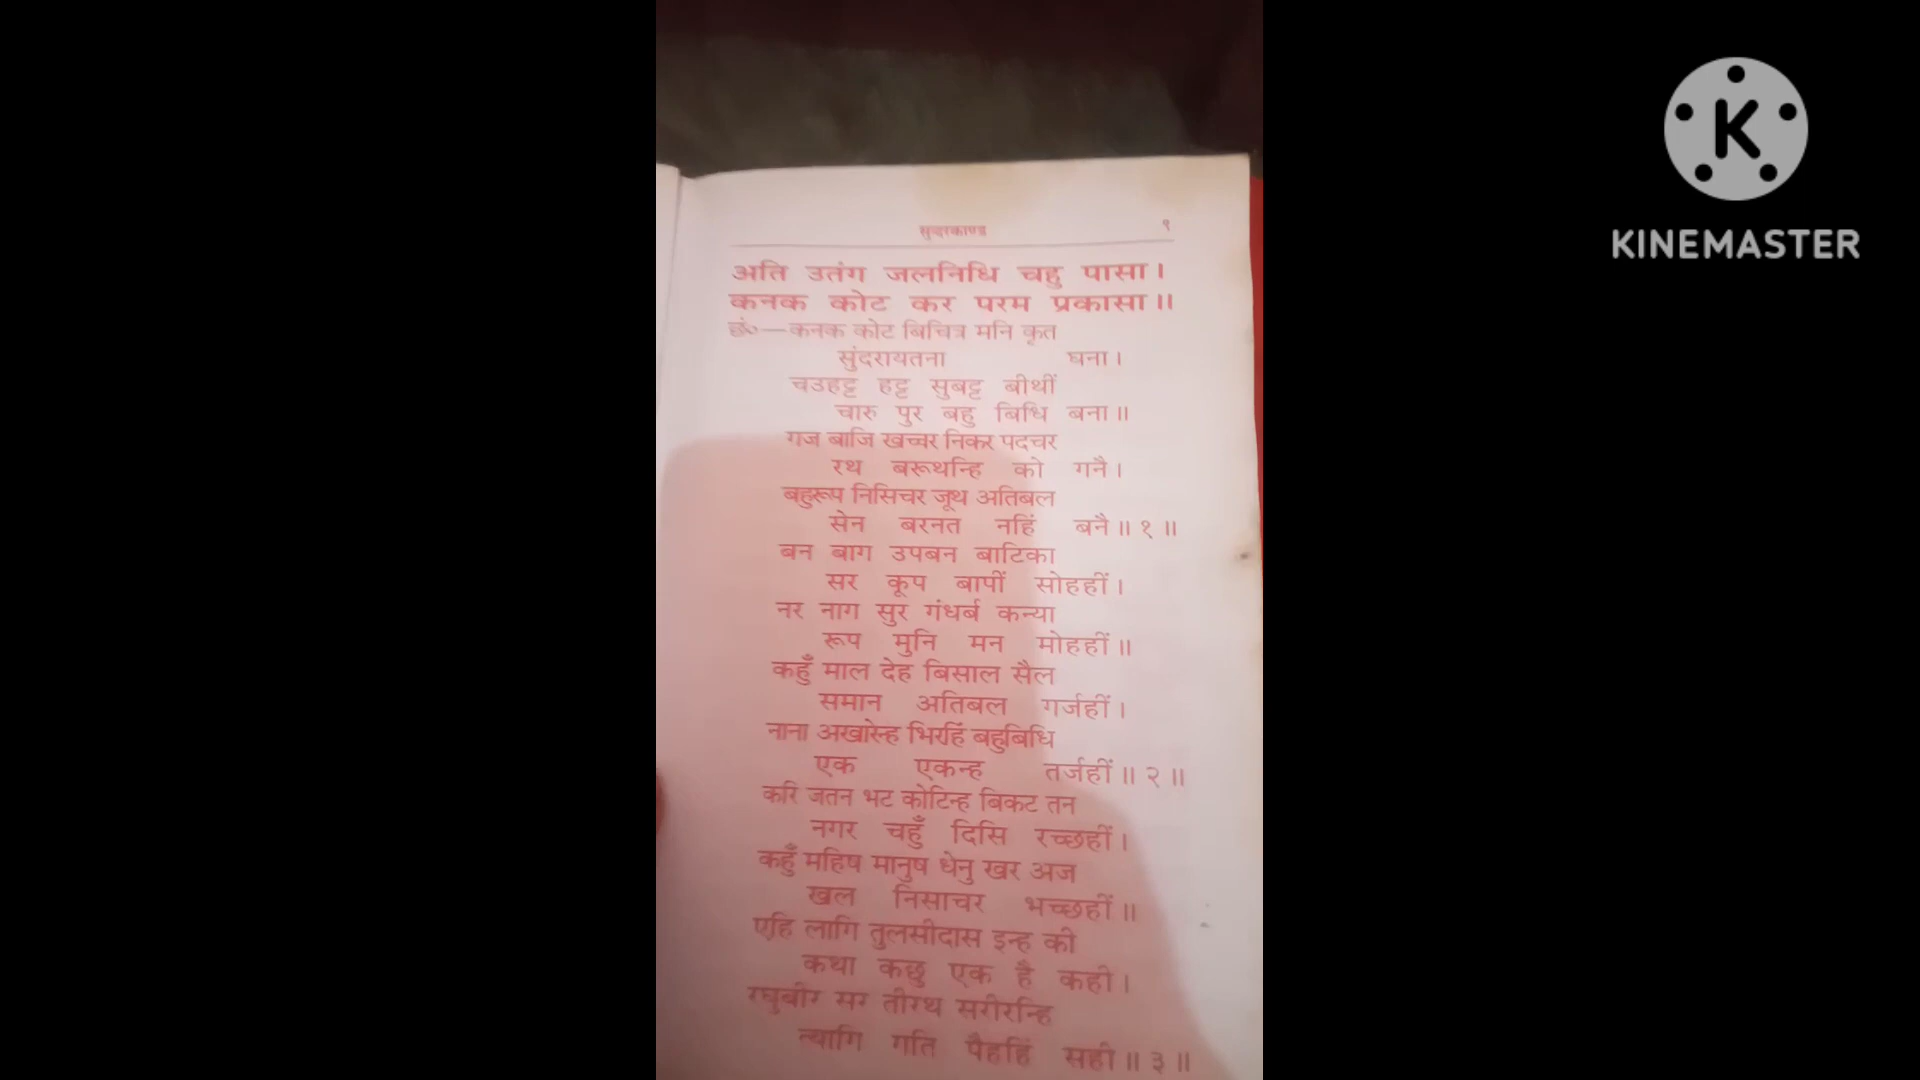 सुन्दरकाण्ड ९
अति उतंग जलनिधि चहु पासा।
कनक कोट कर परम प्रकासा॥
छं०—कनक कोट बिचित्र मनि कृत
सुंदरायतना घना।
चउहट्ट हट्ट सुबट्ट बीथीं
चारु पुर बहु बिधि बना॥
गज बाजि खच्चर निकर पदचर
रथ बरूथन्हि को गनै।
बहुरूप निसिचर जूथ अतिबल
सेन बरनत नहिं बनै॥ १ ॥
बन बाग उपबन बाटिका
सर कूप बापीं सोहहीं।
नर नाग सुर गंधर्ब कन्या
रूप मुनि मन मोहहीं॥
कहुँ माल देह बिसाल सैल
समान अतिबल गर्जहीं।
नाना अखारेन्ह भिरहिं बहुबिधि
एक एकन्ह तर्जहीं॥ २ ॥
करि जतन भट कोटिन्ह बिकट तन
नगर चहुँ दिसि रच्छहीं।
कहुँ महिष मानुष धेनु खर अज
खल निसाचर भच्छहीं॥
एहि लागि तुलसीदास इन्ह की
कथा कछु एक है कही।
रघुबीर सर तीरथ सरीरन्हि
त्यागि गति पैहहिं सही॥ ३ ॥
KINEMASTER